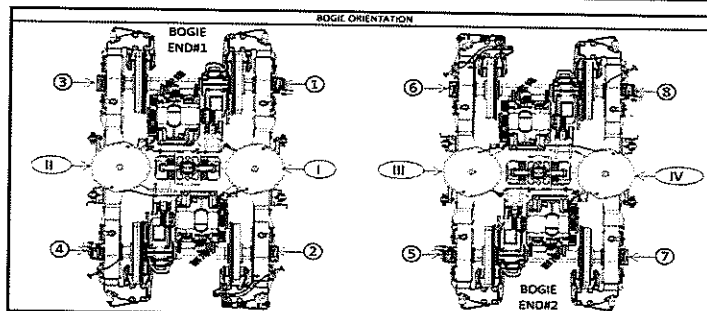 BOGIE ORIENTATION
BOGIE
END#1
3
1
6
8
II
I
III
IV
4
2
5
7
BOGIE
END#2